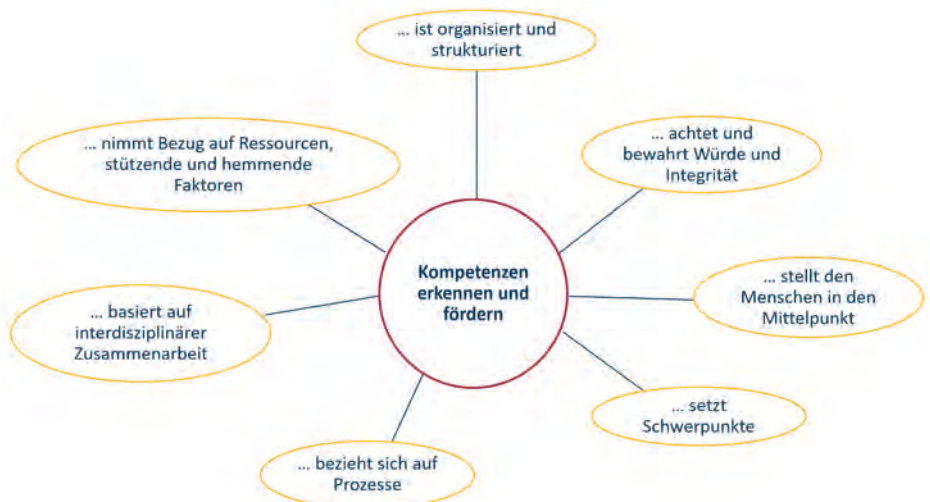 ... ist organisiert und
strukturiert
... nimmt Bezug auf Ressourcen,
stützende und hemmende
Faktoren
... achtet und
bewahrt Würde und
Integrität
Kompetenzen
erkennen und
fördern
... stellt den
Menschen in den
Mittelpunkt
... basiert auf
interdisziplinärer
Zusammenarbeit
... setzt
Schwerpunkte
... bezieht sich auf
Prozesse